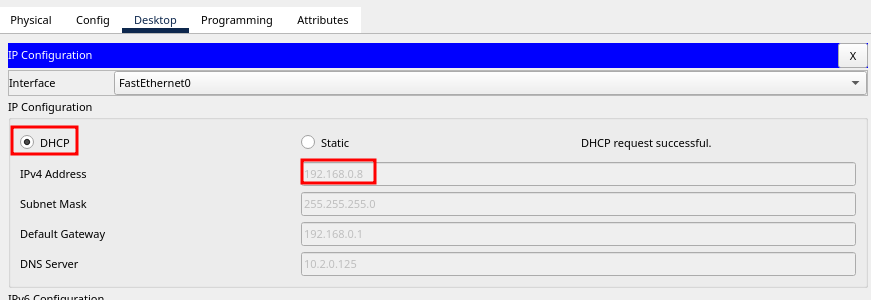 Physical Config Desktop Programming Attributes
IP Configuration X
Interface FastEthernet0
IP Configuration
DHCP Static DHCP request successful.
IPv4 Address 192.168.0.8
Subnet Mask 255.255.255.0
Default Gateway 192.168.0.1
DNS Server 10.2.0.125
IPv6 Configuration